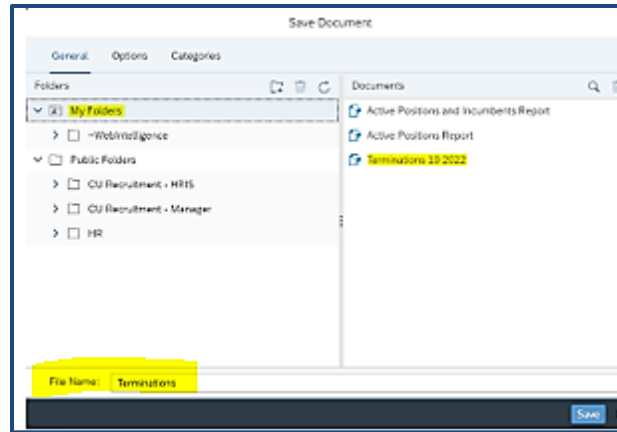 Save Document
General Options Categories
Folders
Documents
My Folders
~WebIntelligence
Public Folders
CU Recruitment - HRIS
CU Recruitment - Manager
HR
Active Positions and Incumbents Report
Active Positions Report
Terminations 10 2022
File Name: Terminations
Save